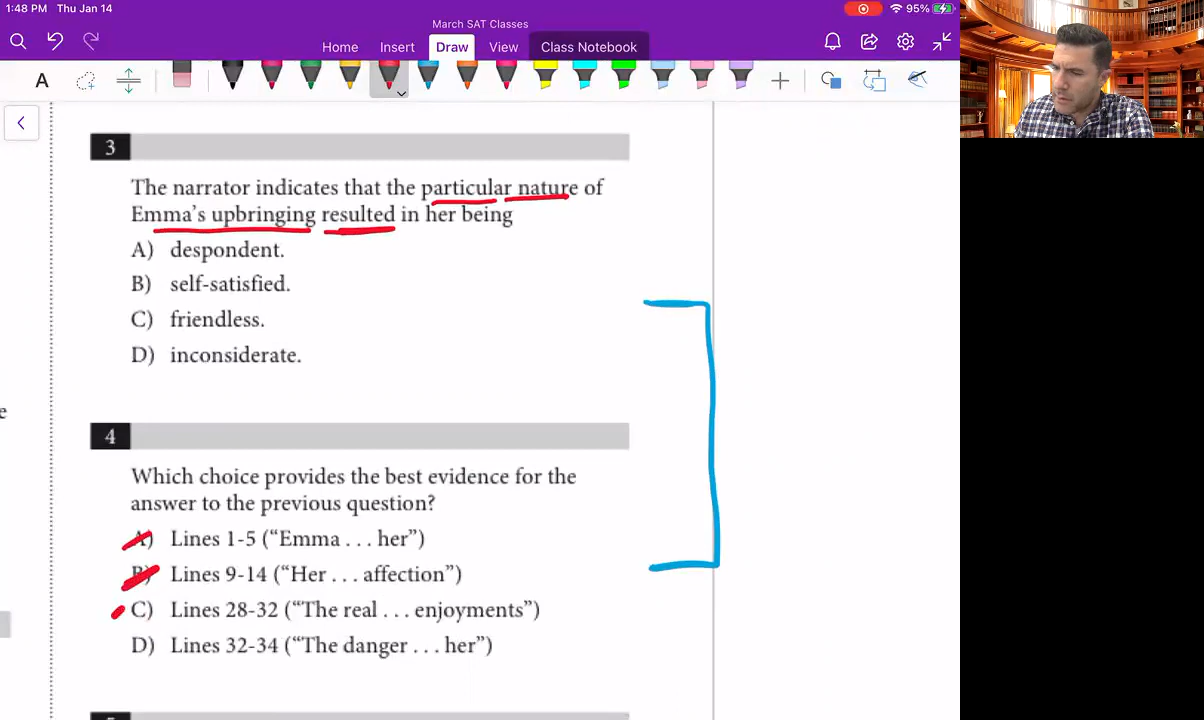 1:48 PM Thu Jan 14
95%
March SAT Classes
Home Insert Draw View Class Notebook
A
3
The narrator indicates that the particular nature of
Emma's upbringing resulted in her being
A) despondent.
B) self-satisfied.
C) friendless.
D) inconsiderate.
e
4
Which choice provides the best evidence for the
answer to the previous question?
A) Lines 1-5 (“Emma . . . her”)
B) Lines 9-14 (“Her . . . affection”)
C) Lines 28-32 (“The real . . . enjoyments”)
D) Lines 32-34 (“The danger . . . her”)